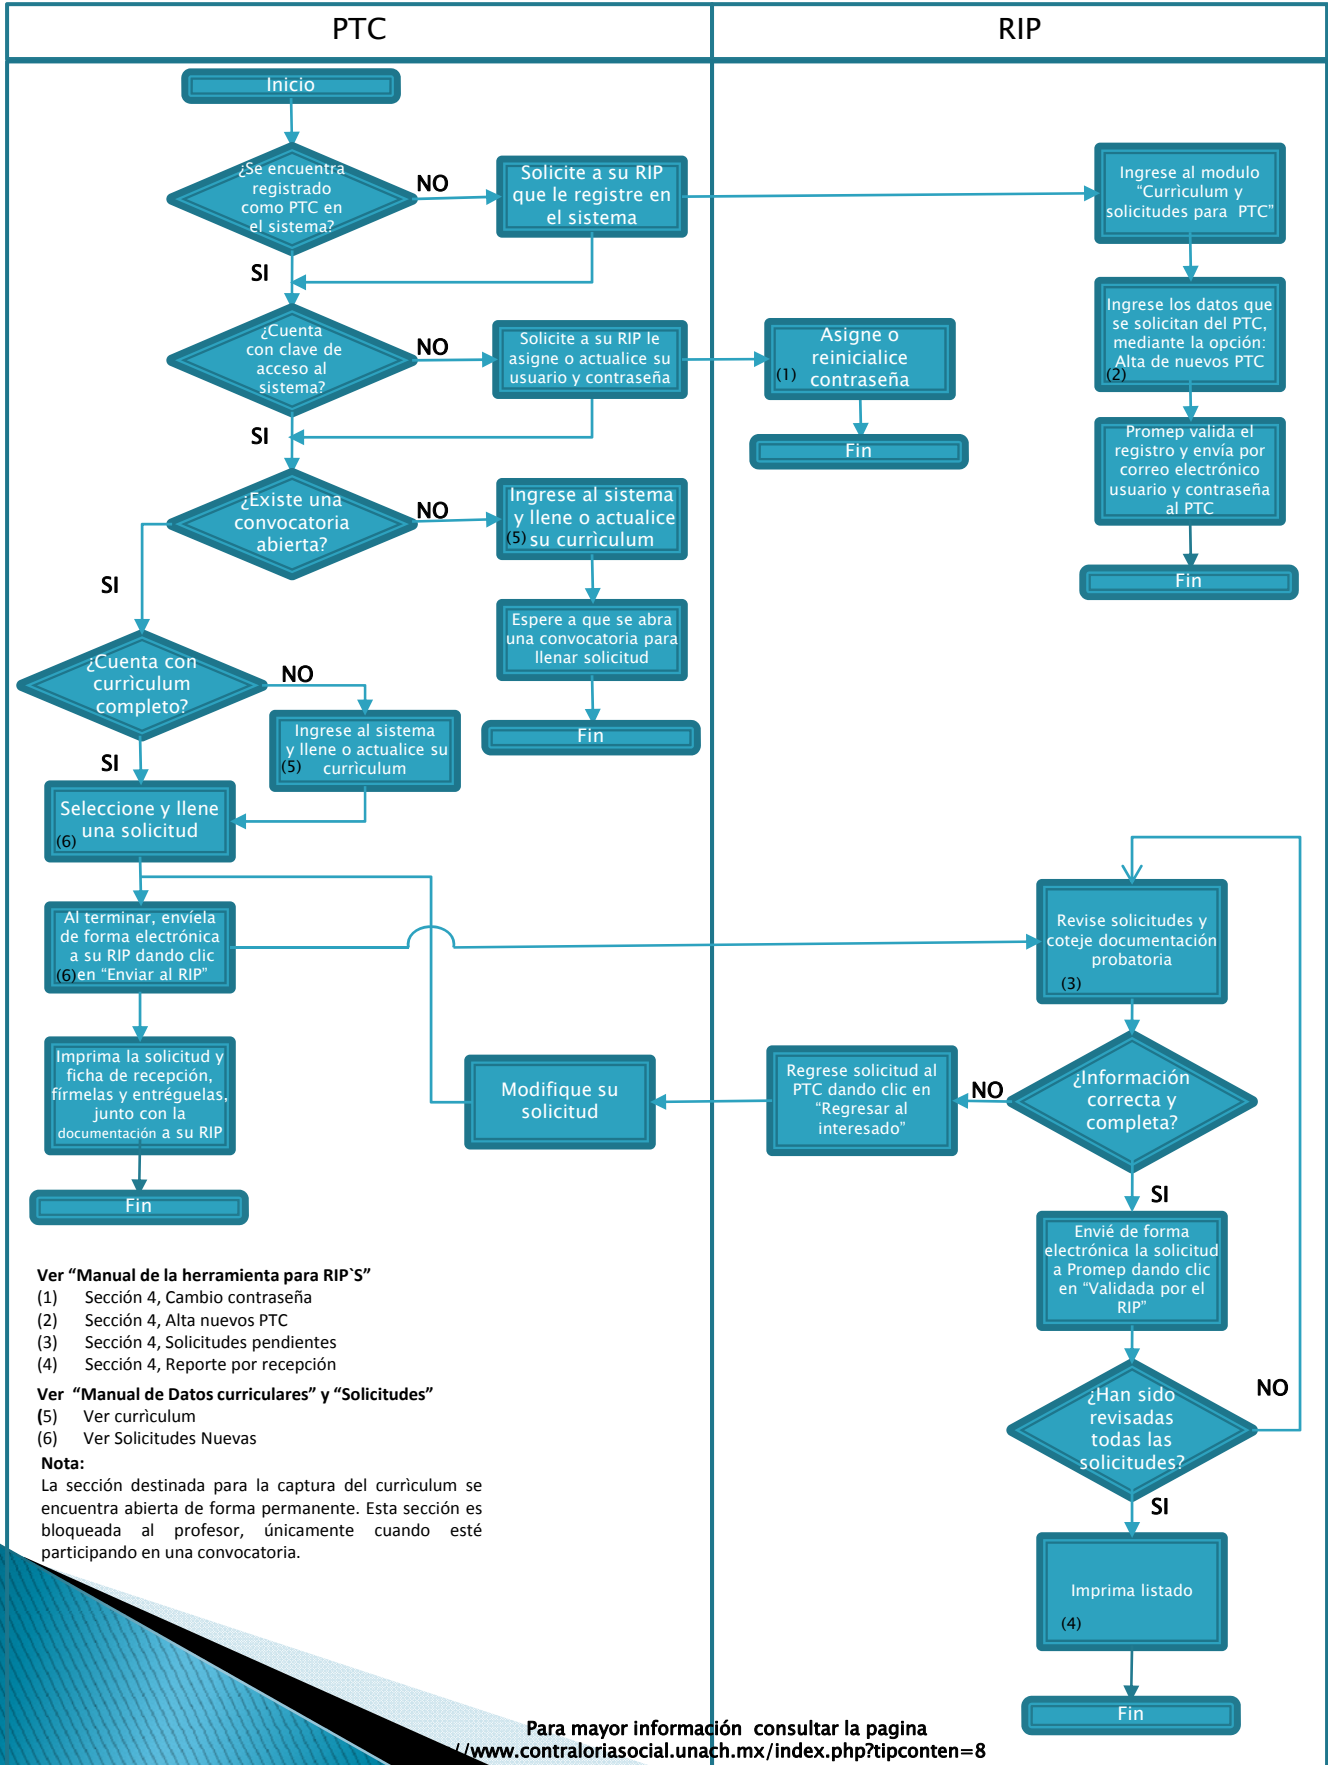 PTC
RIP
Inicio
¿Se encuentra
registrado
como PTC en
el sistema?
NO
Solicite a su RIP
que le registre en
el sistema
Ingrese al modulo
“Currìculum y
solicitudes para PTC”
SI
¿Cuenta
con clave de
acceso al
sistema?
NO
Solicite a su RIP le
asigne o actualice su
usuario y contraseña
Asigne o
reinicialice
(1) contraseña
Fin
Ingrese los datos que
se solicitan del PTC,
mediante la opción:
Alta de nuevos PTC
(2)
Promep valida el
registro y envía por
correo electrónico
usuario y contraseña
al PTC
Fin
SI
¿Existe una
convocatoria
abierta?
NO
Ingrese al sistema
y llene o actualice
(5) su currìculum
Espere a que se abra
una convocatoria para
llenar solicitud
Fin
SI
¿Cuenta con
currìculum
completo?
NO
Ingrese al sistema
y llene o actualice su
(5) currìculum
SI
Seleccione y llene
una solicitud
(6)
Al terminar, envíela
de forma electrónica
a su RIP dando clic
(6) en “Enviar al RIP”
Imprima la solicitud y
ficha de recepción,
fírmelas y entréguelas,
junto con la
documentación a su RIP
Fin
Modifique su
solicitud
Regrese solicitud al
PTC dando clic en
“Regresar al
interesado”
NO
Revise solicitudes y
coteje documentación
probatoria
(3)
¿Información
correcta y
completa?
SI
Envié de forma
electrónica la solicitud
a Promep dando clic
en “Validada por el
RIP”
¿Han sido
revisadas
todas las
solicitudes?
NO
SI
Imprima listado
(4)
Fin
Ver “Manual de la herramienta para RIP`S”
(1) Sección 4, Cambio contraseña
(2) Sección 4, Alta nuevos PTC
(3) Sección 4, Solicitudes pendientes
(4) Sección 4, Reporte por recepción
Ver “Manual de Datos curriculares” y “Solicitudes”
(5) Ver currìculum
(6) Ver Solicitudes Nuevas
Nota:
La sección destinada para la captura del currìculum se
encuentra abierta de forma permanente. Esta sección es
bloqueada al profesor, únicamente cuando esté
participando en una convocatoria.
Para mayor información consultar la pagina
//www.contraloriasocial.unach.mx/index.php?tipconten=8